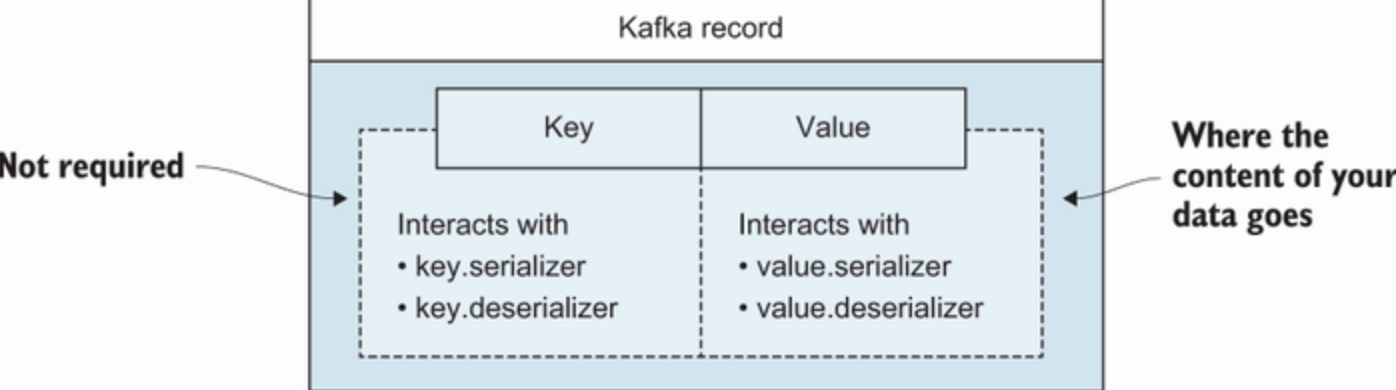 Kafka record
Key
Value
Not required
Where the
content of your
data goes
Interacts with
• key.serializer
• key.deserializer
Interacts with
• value.serializer
• value.deserializer